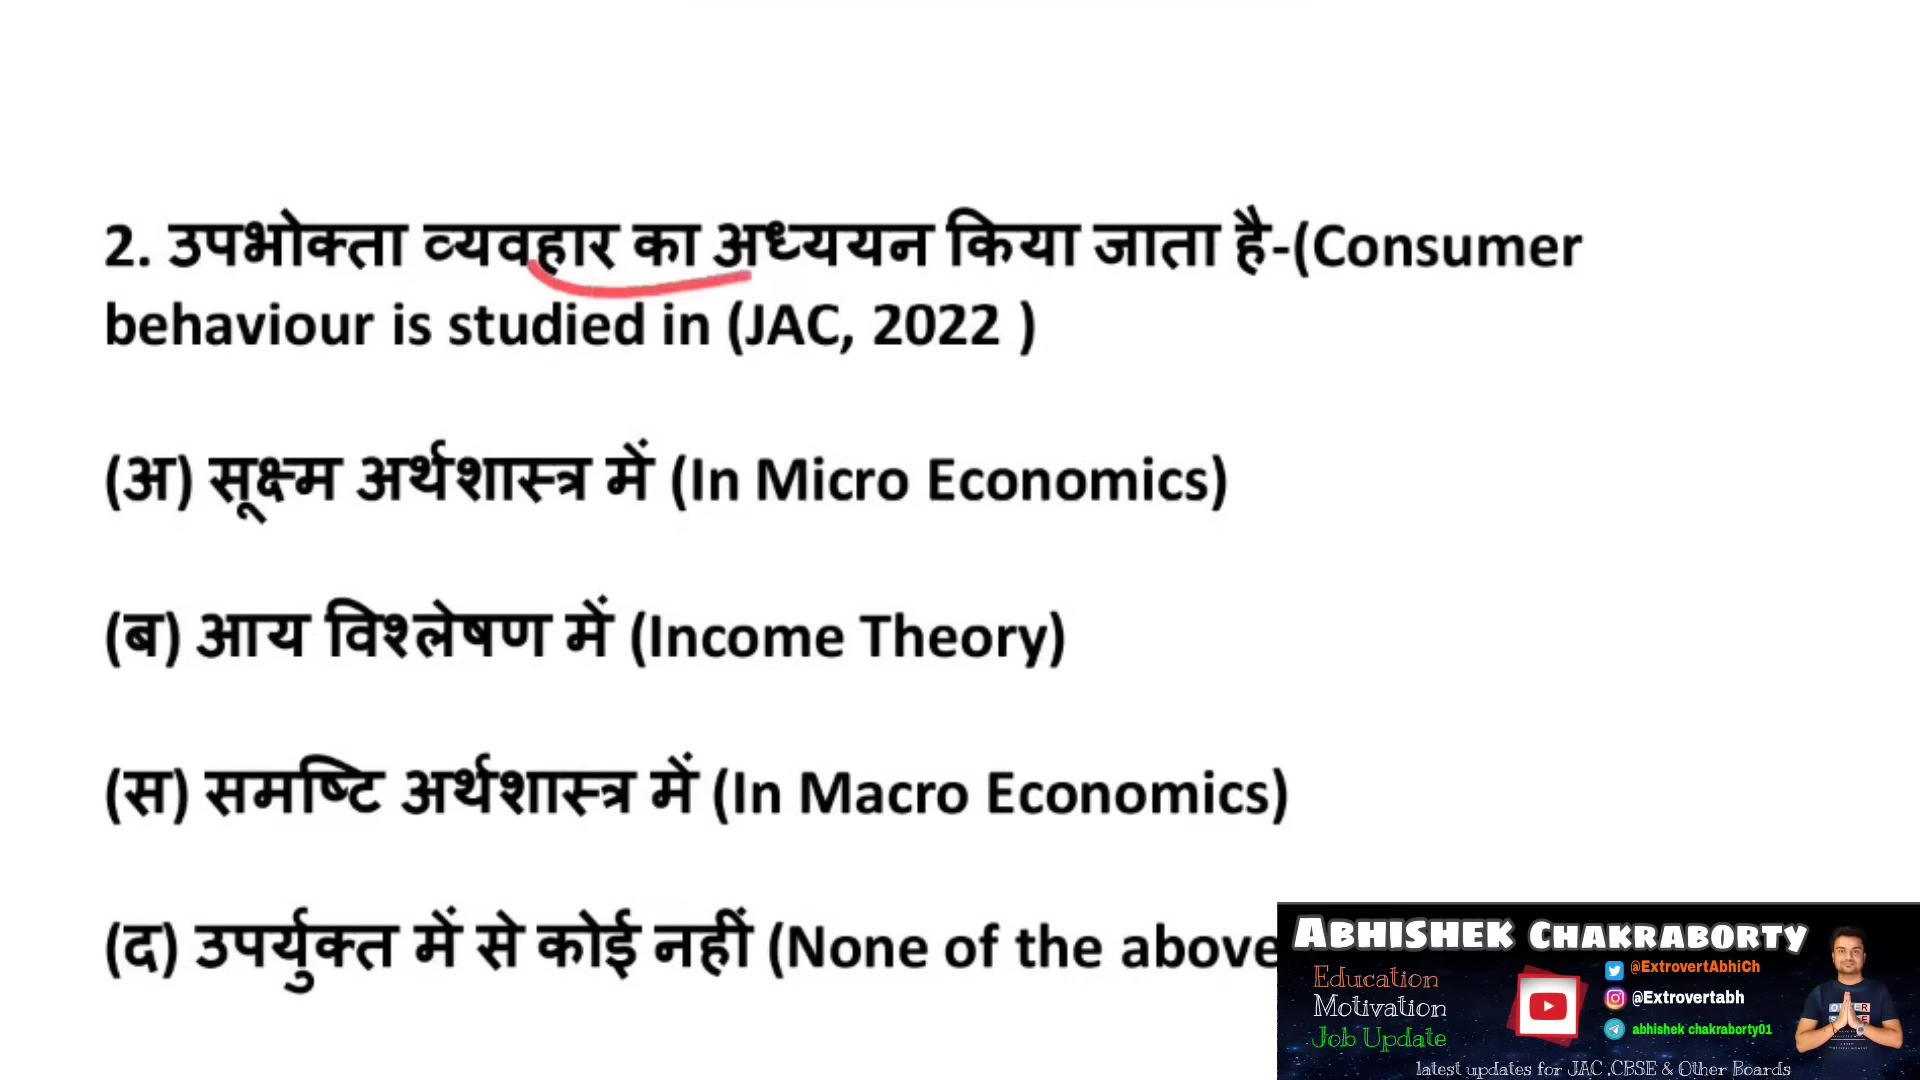 2. उपभोक्ता व्यवहार का अध्ययन किया जाता है-(Consumer
behaviour is studied in (JAC, 2022 )
(अ) सूक्ष्म अर्थशास्त्र में (In Micro Economics)
(ब) आय विश्लेषण में (Income Theory)
(स) समष्टि अर्थशास्त्र में (In Macro Economics)
(द) उपर्युक्त में से कोई नहीं (None of the above
ABHISHEK CHAKRABORTY
Education
Motivation
Job Update
@ExtrovertAbhiCh
@Extrovertabh
abhishek chakraborty01
latest updates for JAC ,CBSE & Other Boards